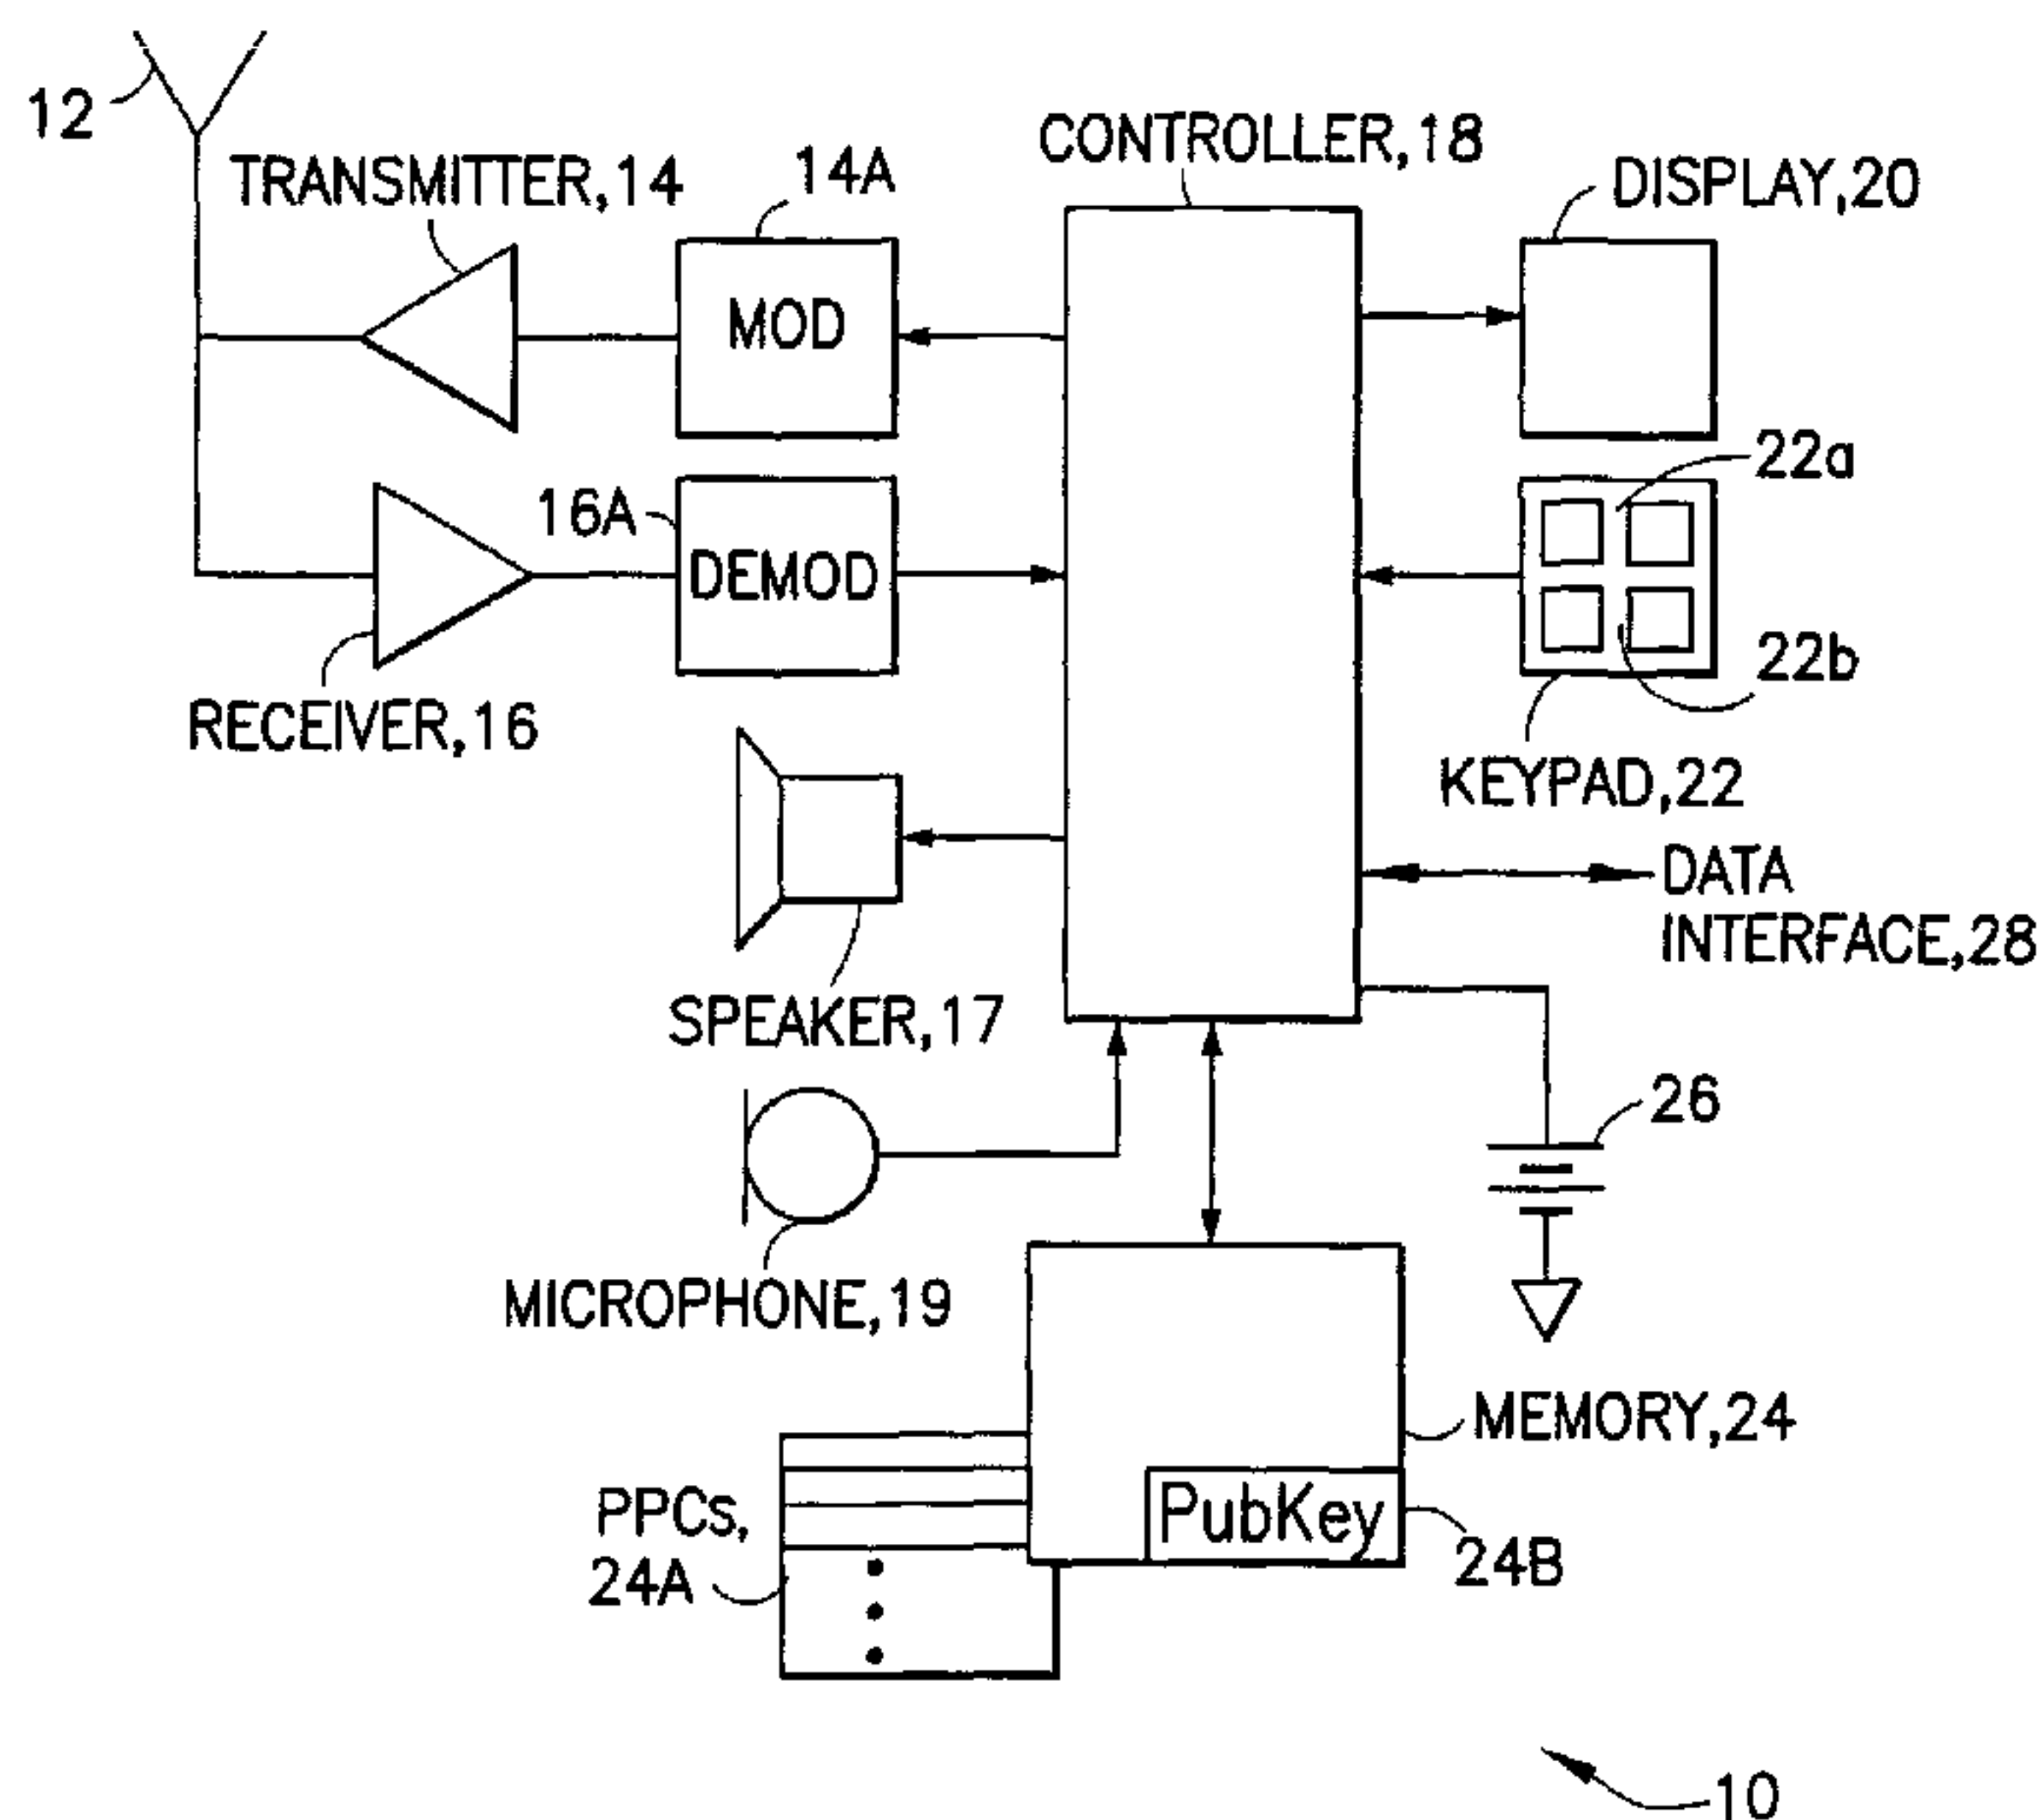 12
TRANSMITTER,14
14A
CONTROLLER,18
DISPLAY,20
MOD
22a
16A
DEMOD
22b
RECEIVER,16
KEYPAD,22
DATA
INTERFACE,28
SPEAKER,17
26
MICROPHONE,19
MEMORY,24
PPCs,
24A
PubKey
24B
10